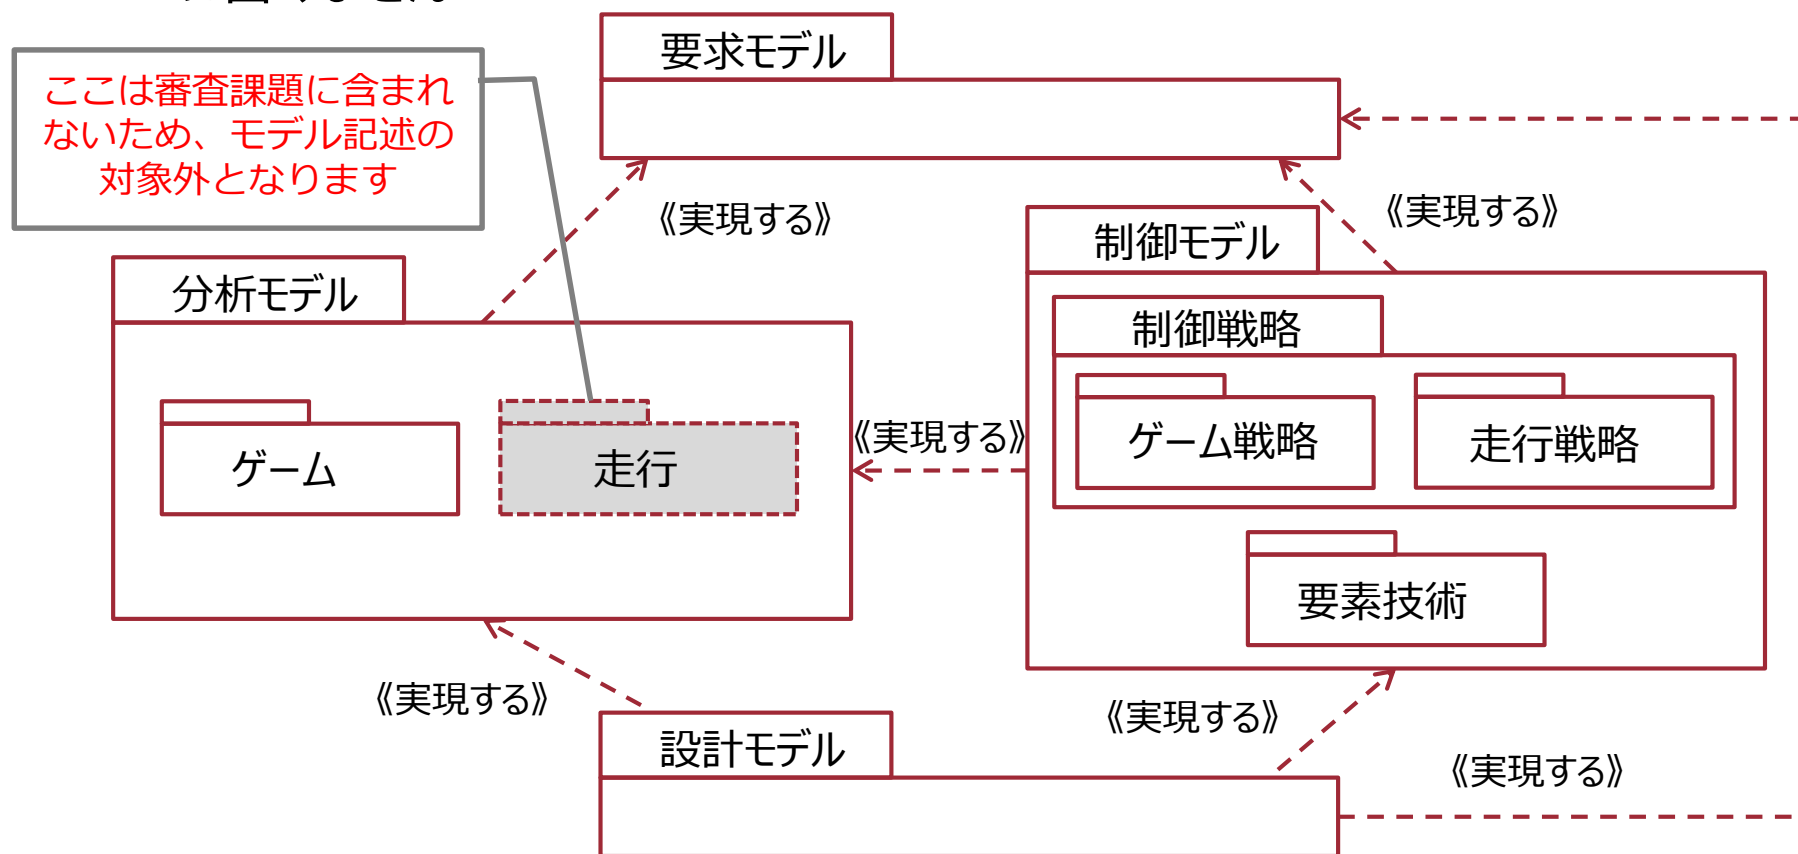 要求モデル
ここは審査課題に含まれ
ないため、モデル記述の
対象外となります
《実現する》
《実現する》
制御モデル
分析モデル
制御戦略
ゲーム
走行
《実現する》
ゲーム戦略
走行戦略
要素技術
《実現する》
《実現する》
設計モデル
《実現する》